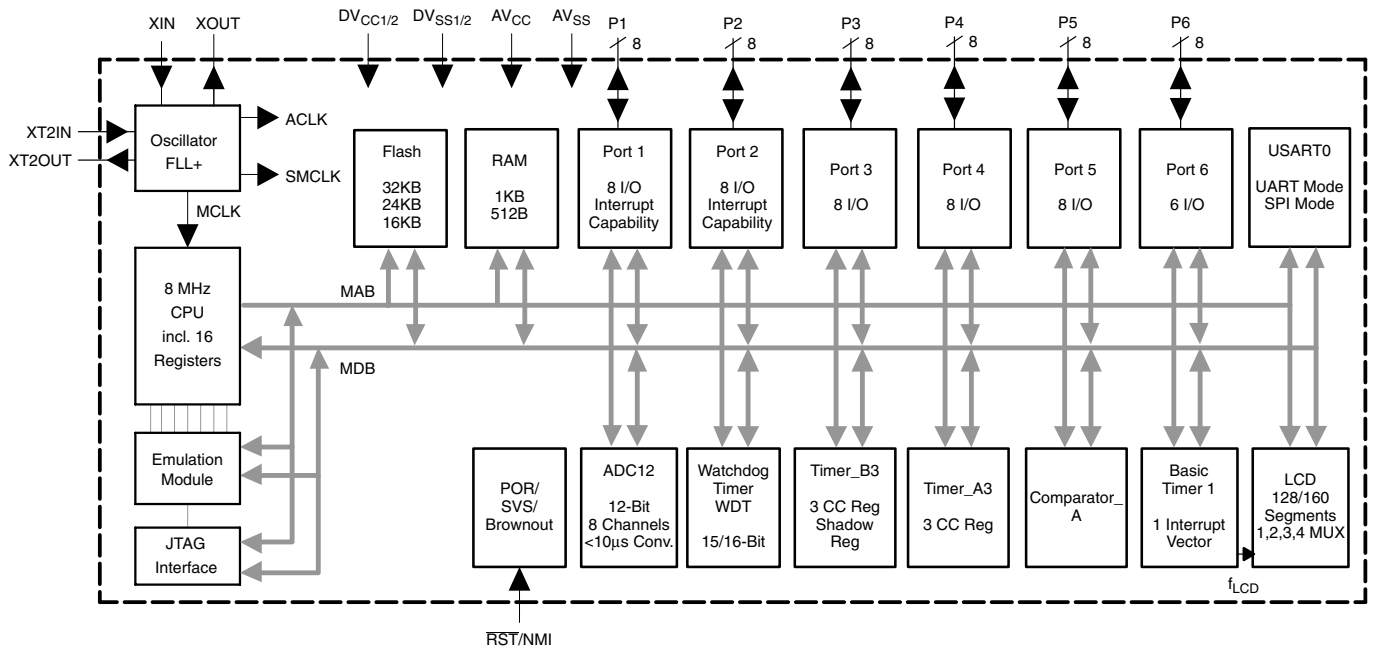 XIN XOUT DVCC1/2 DVSS1/2 AVCC AVSS P1 P2 P3 P4 P5 P6
8 8 8 8 8 8
XT2IN
XT2OUT
Oscillator
FLL+
ACLK
SMCLK
MCLK
Flash
32KB
24KB
16KB
RAM
1KB
512B
Port 1
8 I/O
Interrupt
Capability
Port 2
8 I/O
Interrupt
Capability
Port 3
8 I/O
Port 4
8 I/O
Port 5
8 I/O
Port 6
6 I/O
USART0
UART Mode
SPI Mode
8 MHz
CPU
incl. 16
Registers
MAB
MDB
Emulation
Module
JTAG
Interface
POR/
SVS/
Brownout
ADC12
12-Bit
8 Channels
<10μs Conv.
Watchdog
Timer
WDT
15/16-Bit
Timer_B3
3 CC Reg
Shadow
Reg
Timer_A3
3 CC Reg
Comparator_
A
Basic
Timer 1
1 Interrupt
Vector
LCD
128/160
Segments
1,2,3,4 MUX
fLCD
RST/NMI